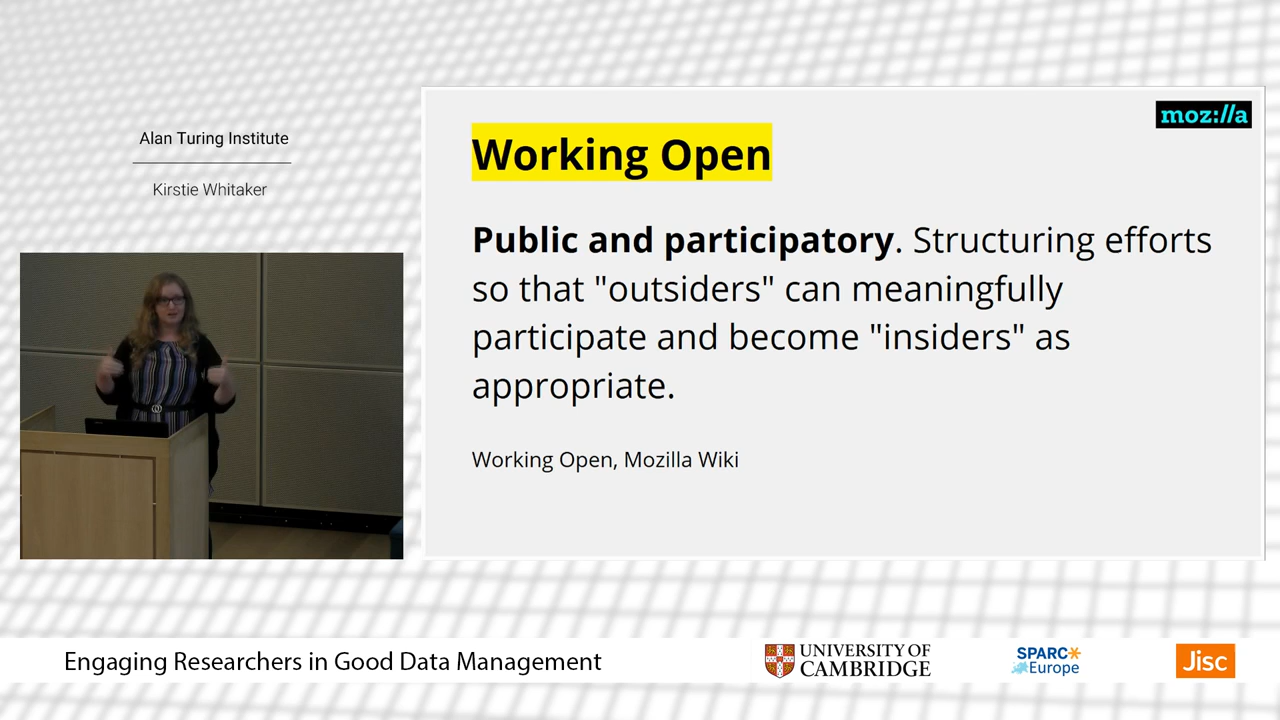 Alan Turing Institute
Kirstie Whitaker
moz://a
Working Open
Public and participatory. Structuring efforts
so that "outsiders" can meaningfully
participate and become "insiders" as
appropriate.
Working Open, Mozilla Wiki
Engaging Researchers in Good Data Management
UNIVERSITY OF
CAMBRIDGE
SPARC
Europe
Jisc